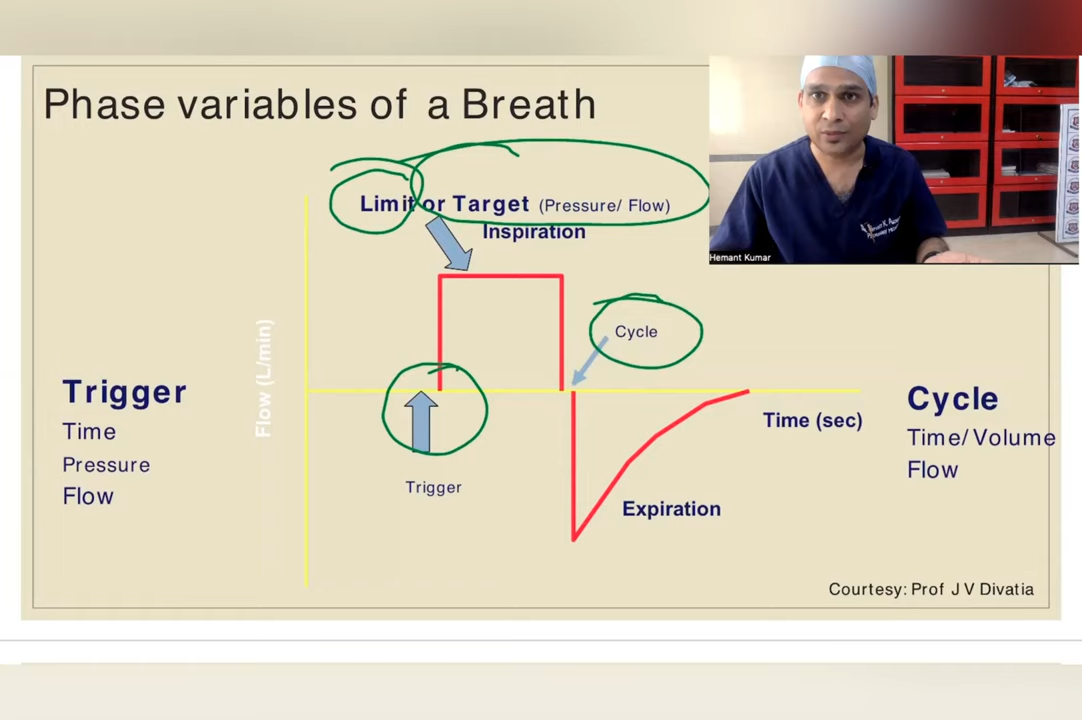 Phase variables of a Breath
Limit or Target (Pressure/ Flow)
Inspiration
Hemant Kumar
Cycle
Flow (L/min)
Trigger
Time
Pressure
Flow
Time (sec)
Cycle
Time/Volume
Flow
Trigger
Expiration
Courtesy: Prof J V Divatia